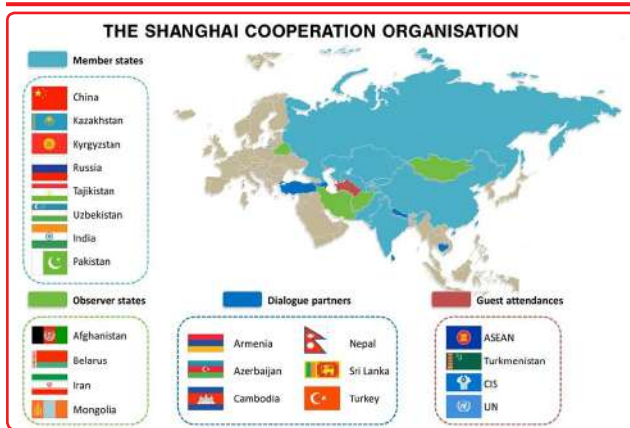 THE SHANGHAI COOPERATION ORGANISATION
Member states
China
Kazakhstan
Kyrgyzstan
Russia
Tajikistan
Uzbekistan
India
Pakistan
Observer states
Afghanistan
Belarus
Iran
Mongolia
Dialogue partners
Armenia
Azerbaijan
Cambodia
Nepal
Sri Lanka
Turkey
Guest attendances
ASEAN
Turkmenistan
CIS
UN